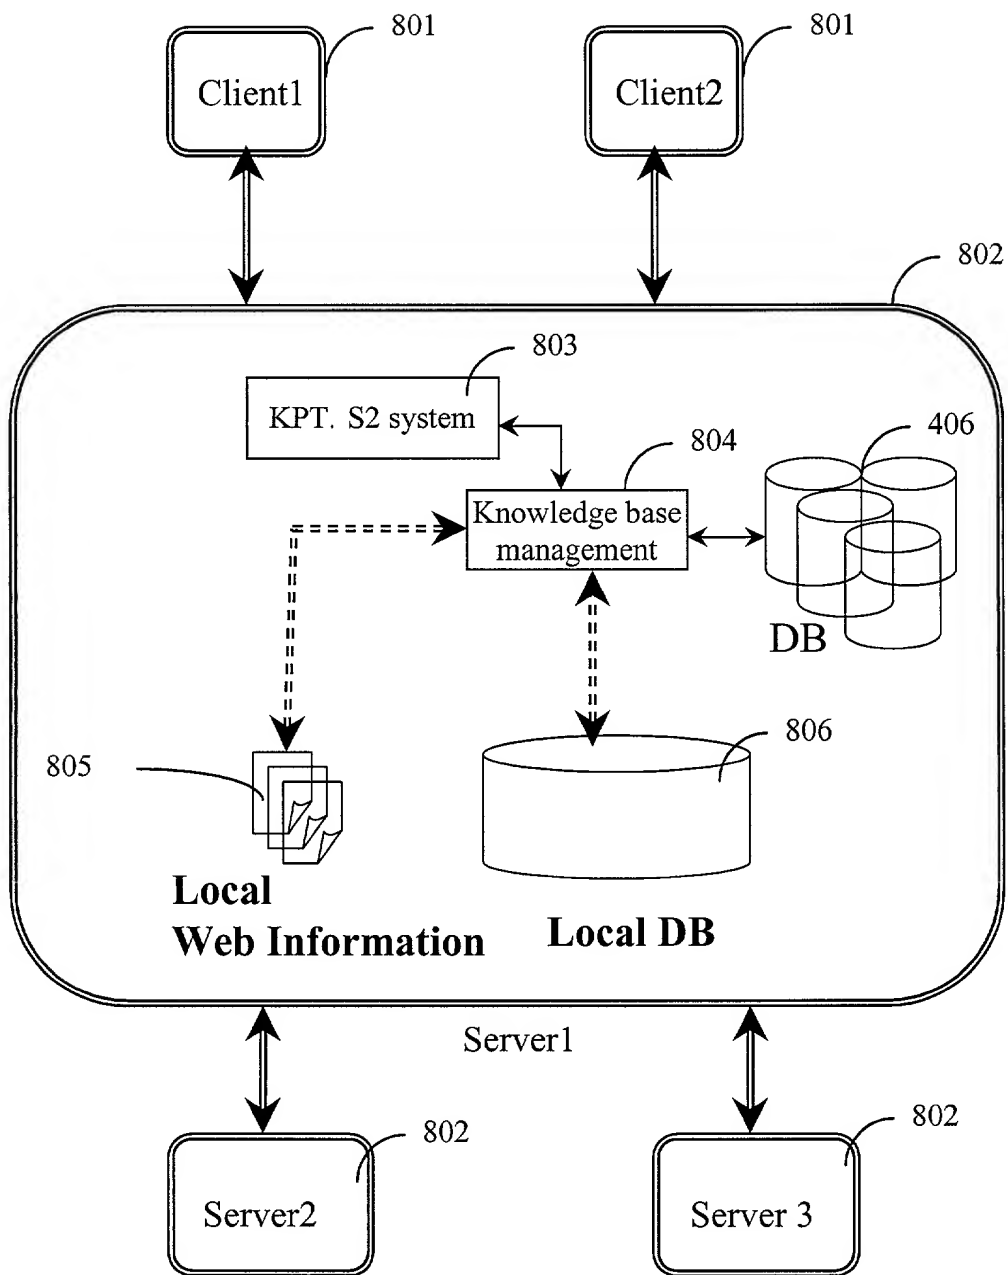 801
801
Client1
Client2
802
803
KPT. S2 system
406
804
Knowledge base
management
DB
806
805
Local
Web Information
Local DB
Server1
802
802
Server2
Server 3